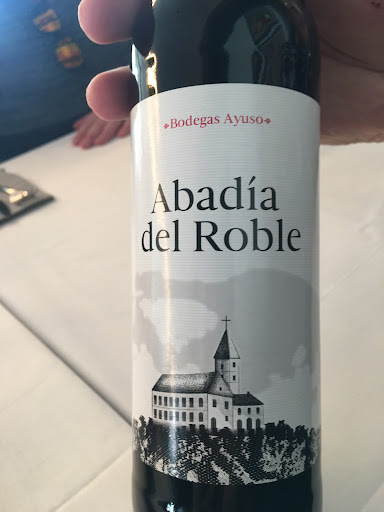 Bodegas Ayuso
Abadía
del Roble